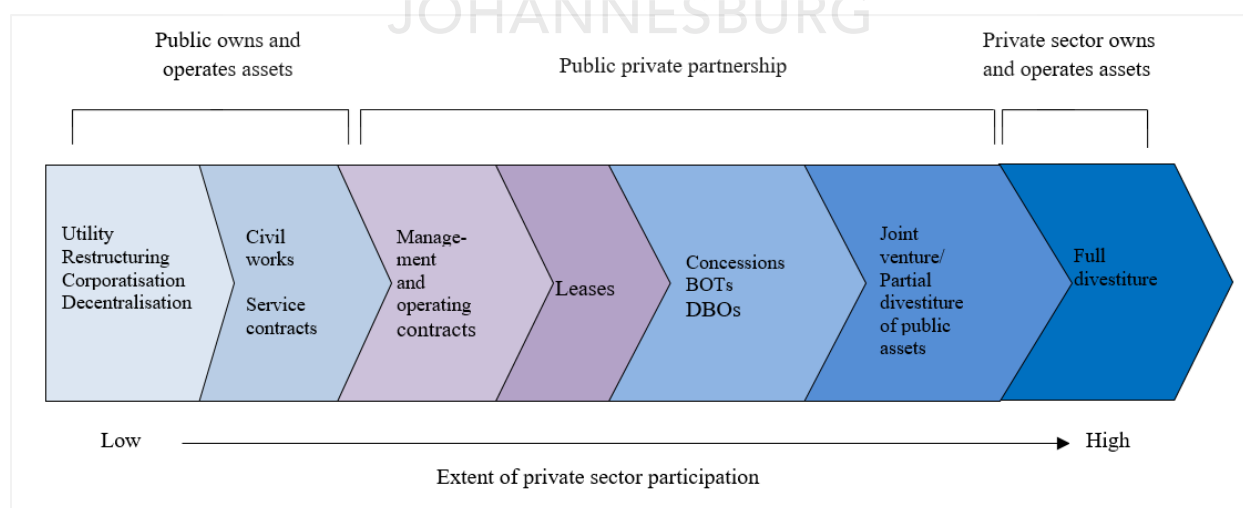 JOHANNESBURG
Public owns and
operates assets
Public private partnership
Private sector owns
and operates assets
Utility
Restructuring
Corporatisation
Decentralisation
Civil
works
Service
contracts
Manage-
ment
and
operating
contracts
Leases
Concessions
BOTs
DBOs
Joint
venture/
Partial
divestiture
of public
assets
Full
divestiture
Low
High
Extent of private sector participation